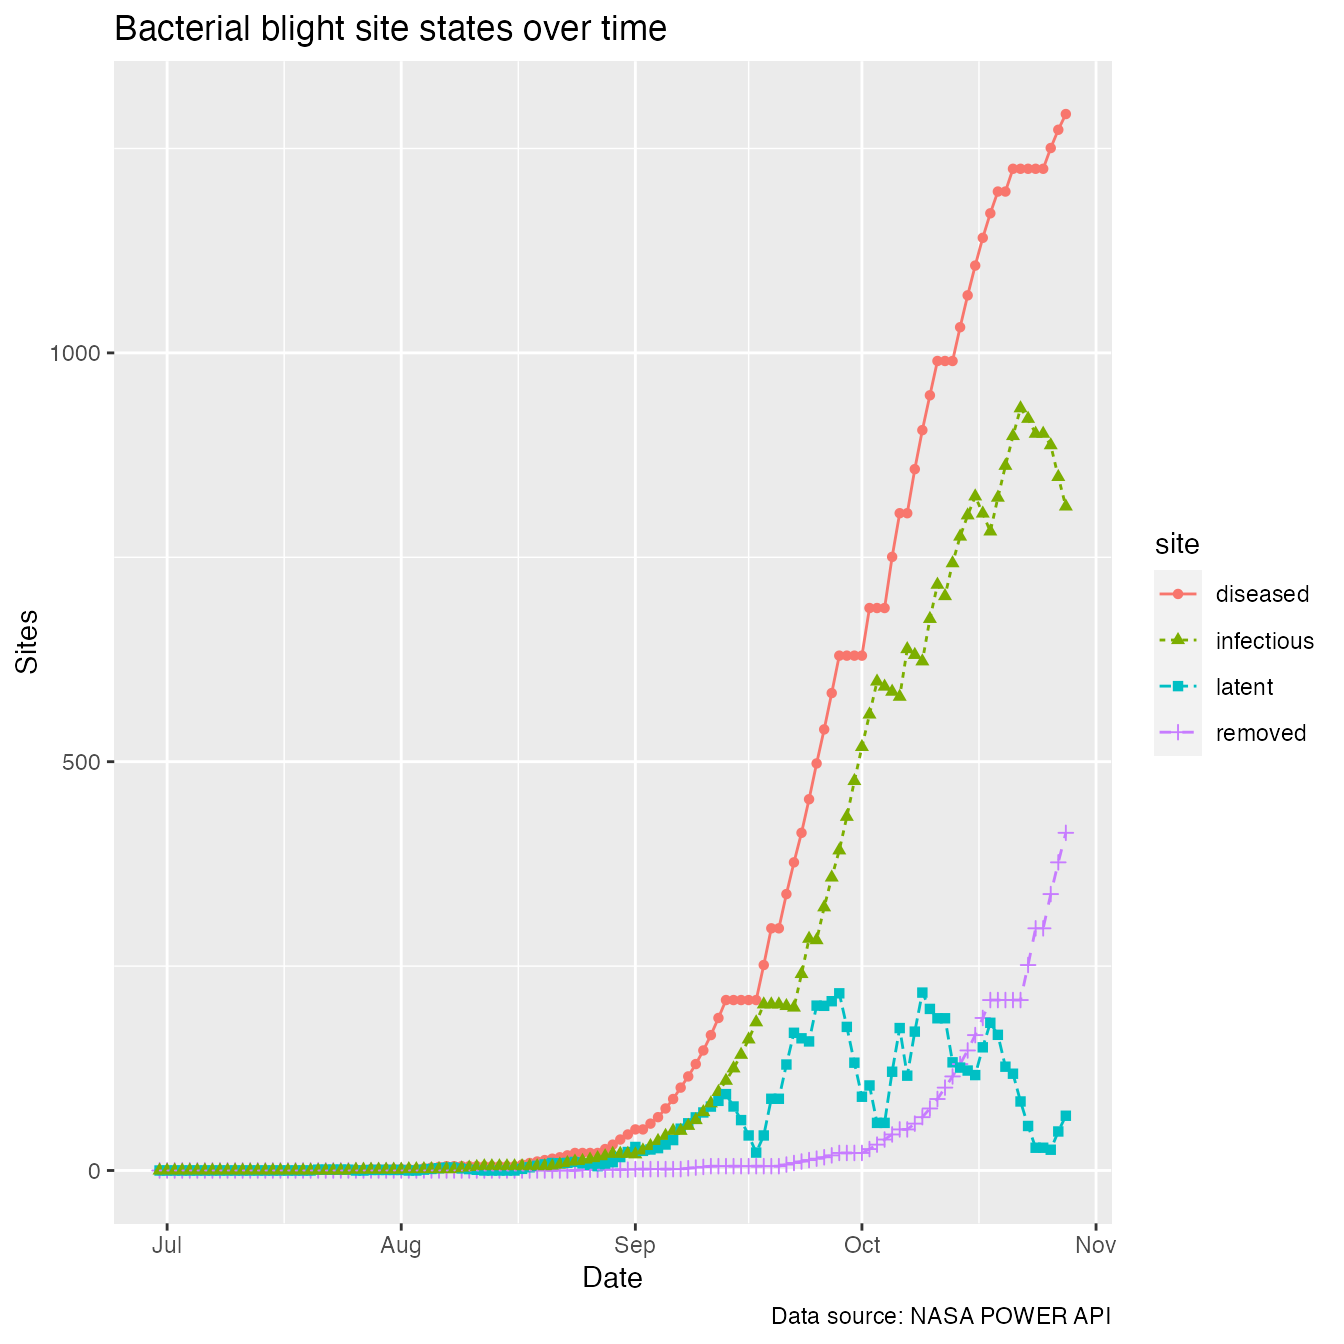 Bacterial blight site states over time
1000
500
0
Sites
Jul
Aug
Sep
Oct
Nov
Date
site
diseased
infectious
latent
removed
Data source: NASA POWER API